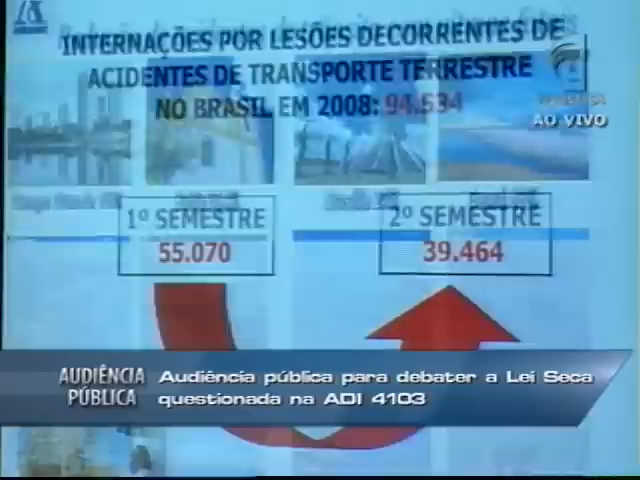 INTERNAÇÕES POR LESÕES DECORRENTES DE
ACIDENTES DE TRANSPORTE TERRESTRE
NO BRASIL EM 2008: 94.534
AO VIVO
1º SEMESTRE
55.070
2º SEMESTRE
39.464
AUDIÊNCIA
PÚBLICA
Audiência pública para debater a Lei Seca
questionada na ADI 4103